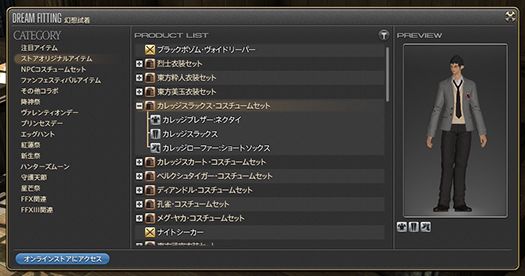 DREAM FITTING 幻想試着
CATEGORY
注目アイテム
ストアオリジナルアイテム
NPCコスチュームセット
ファンフェスティバルアイテム
その他コラボ
降神祭
ヴァレンティオンデー
プリンセスデー
エッグハント
紅蓮祭
新生祭
ハンターズムーン
守護天節
星芒祭
FFXI関連
FFXIII関連
PRODUCT LIST
ブラックボゾム・ヴォイドリーパー
烈士衣装セット
東方粋人衣装セット
東方美玉衣装セット
カレッジスラックス・コスチュームセット
カレッジブレザー:ネクタイ
カレッジスラックス
カレッジローファー:ショートソックス
カレッジスカート・コスチュームセット
ベルクシュタイガー・コスチュームセット
ディアンドル・コスチュームセット
孔雀・コスチュームセット
メグ・ヤカ・コスチュームセット
ナイトシーカー
PREVIEW
オンラインストアにアクセス